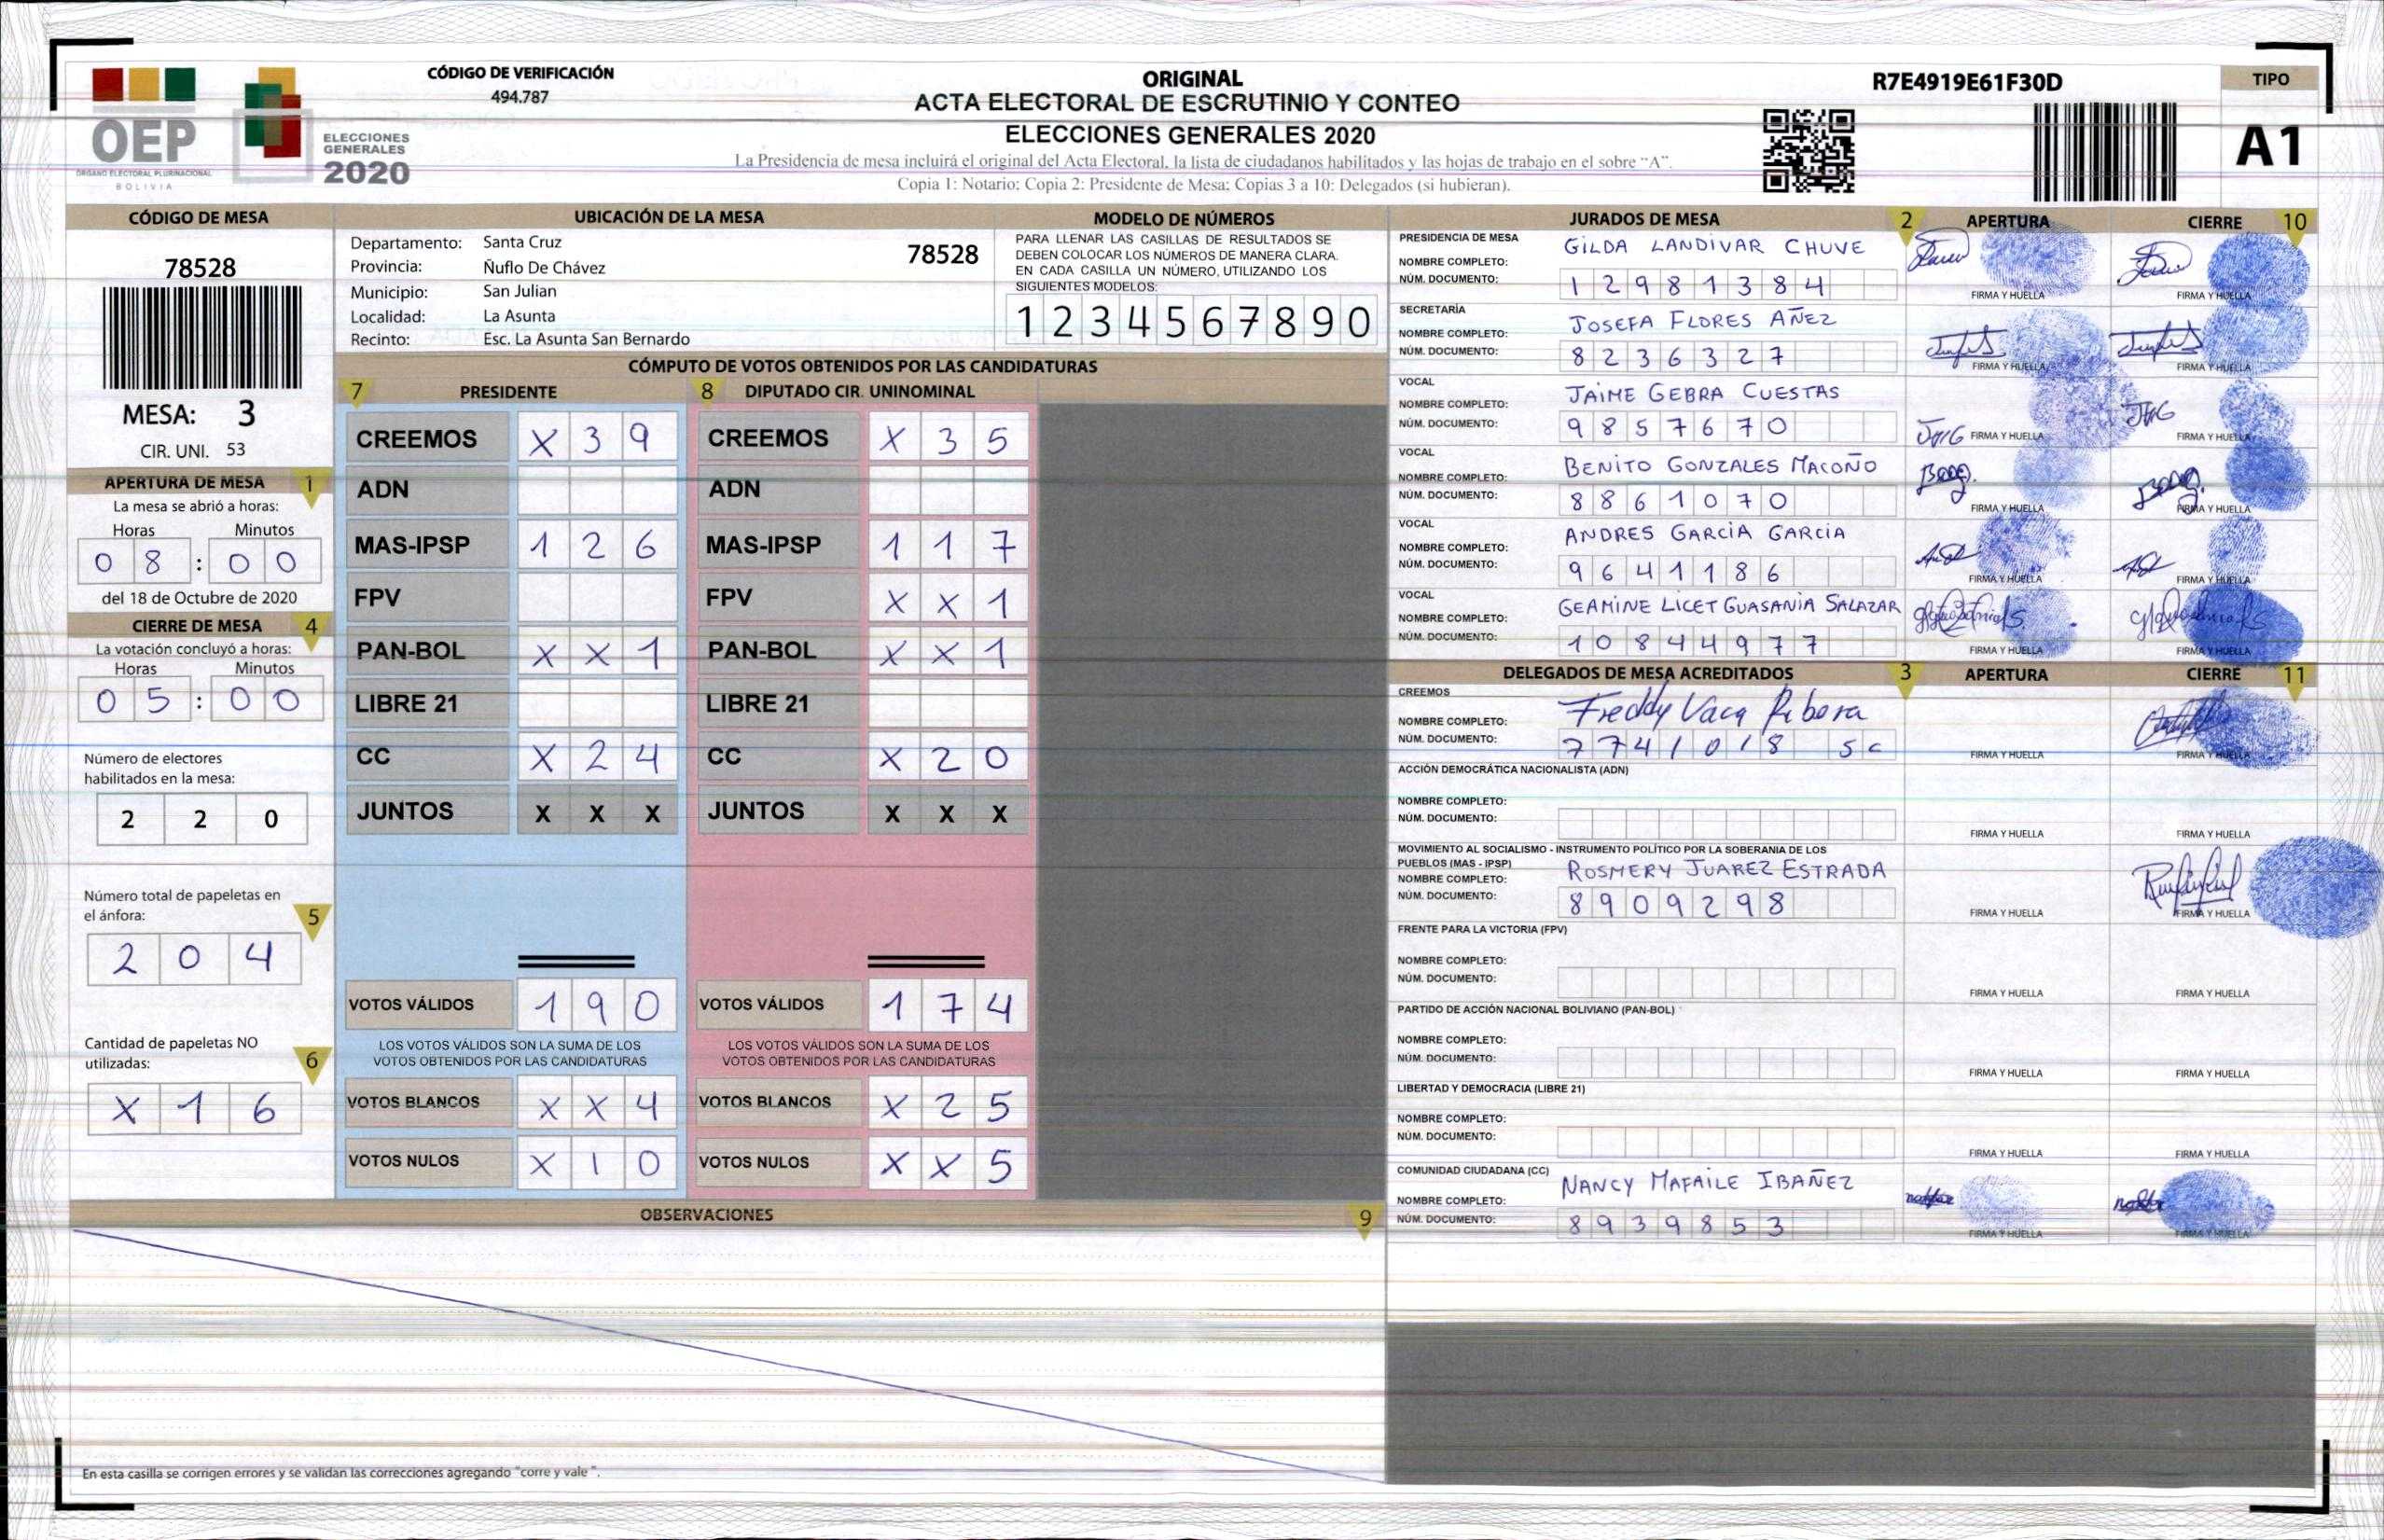 CÓDIGO DE VERIFICACIÓN
494.787
ORIGINAL
ACTA ELECTORAL DE ESCRUTINIO Y CONTEO
ELECCIONES GENERALES 2020
La Presidencia de mesa incluirá el original del Acta Electoral, la lista de ciudadanos habilitados y las hojas de trabajo en el sobre "A".
Copia 1: Notario; Copia 2: Presidente de Mesa; Copias 3 a 10: Delegados (si hubieran).
R7E4919E61F30D
TIPO
A1
OEP
ÓRGANO ELECTORAL PLURINACIONAL
BOLIVIA
ELECCIONES
GENERALES
2020
CÓDIGO DE MESA
78528
MESA: 3
CIR. UNI. 53
APERTURA DE MESA 1
La mesa se abrió a horas:
Horas Minutos
0 8 : 0 0
del 18 de Octubre de 2020
CIERRE DE MESA 4
La votación concluyó a horas:
Horas Minutos
0 5 : 0 0
Número de electores
habilitados en la mesa:
2 2 0
Número total de papeletas en
el ánfora: 5
2 0 4
Cantidad de papeletas NO
utilizadas: 6
X 1 6
UBICACIÓN DE LA MESA
Departamento: Santa Cruz 78528
Provincia: Ñuflo De Chávez
Municipio: San Julian
Localidad: La Asunta
Recinto: Esc. La Asunta San Bernardo
MODELO DE NÚMEROS
PARA LLENAR LAS CASILLAS DE RESULTADOS SE
DEBEN COLOCAR LOS NÚMEROS DE MANERA CLARA.
EN CADA CASILLA UN NÚMERO, UTILIZANDO LOS
SIGUIENTES MODELOS:
1 2 3 4 5 6 7 8 9 0
CÓMPUTO DE VOTOS OBTENIDOS POR LAS CANDIDATURAS
7 PRESIDENTE 8 DIPUTADO CIR. UNINOMINAL
CREEMOS X 3 9 CREEMOS X 3 5
ADN ADN
MAS-IPSP 1 2 6 MAS-IPSP 1 1 7
FPV FPV X X 1
PAN-BOL X X 1 PAN-BOL X X 1
LIBRE 21 LIBRE 21
CC X 2 4 CC X 2 0
JUNTOS X X X JUNTOS X X X
VOTOS VÁLIDOS 1 9 0 VOTOS VÁLIDOS 1 7 4
LOS VOTOS VÁLIDOS SON LA SUMA DE LOS LOS VOTOS VÁLIDOS SON LA SUMA DE LOS
VOTOS OBTENIDOS POR LAS CANDIDATURAS VOTOS OBTENIDOS POR LAS CANDIDATURAS
VOTOS BLANCOS X X 4 VOTOS BLANCOS X 2 5
VOTOS NULOS X 1 0 VOTOS NULOS X X 5
OBSERVACIONES 9
En esta casilla se corrigen errores y se validan las correcciones agregando "corre y vale".
JURADOS DE MESA 2 APERTURA CIERRE 10
PRESIDENCIA DE MESA
NOMBRE COMPLETO: GILDA LANDIVAR CHUVE
NÚM. DOCUMENTO: 1 2 9 8 1 3 8 4
FIRMA Y HUELLA FIRMA Y HUELLA
SECRETARÍA
NOMBRE COMPLETO: JOSEFA FLORES AÑEZ
NÚM. DOCUMENTO: 8 2 3 6 3 2 7
FIRMA Y HUELLA FIRMA Y HUELLA
VOCAL
NOMBRE COMPLETO: JAIME GEBRA CUESTAS
NÚM. DOCUMENTO: 9 8 5 7 6 7 0
FIRMA Y HUELLA FIRMA Y HUELLA
VOCAL
NOMBRE COMPLETO: BENITO GONZALES MACOÑO
NÚM. DOCUMENTO: 8 8 6 1 0 7 0
FIRMA Y HUELLA FIRMA Y HUELLA
VOCAL
NOMBRE COMPLETO: ANDRES GARCIA GARCIA
NÚM. DOCUMENTO: 9 6 4 1 1 8 6
FIRMA Y HUELLA FIRMA Y HUELLA
VOCAL
NOMBRE COMPLETO: GEAMINE LICET GUASANIA SALAZAR
NÚM. DOCUMENTO: 1 0 8 4 4 9 7 7
FIRMA Y HUELLA FIRMA Y HUELLA
DELEGADOS DE MESA ACREDITADOS 3 APERTURA CIERRE 11
CREEMOS
NOMBRE COMPLETO: Freddy Vaca Ribera
NÚM. DOCUMENTO: 7 7 4 1 0 1 8 S C
FIRMA Y HUELLA FIRMA Y HUELLA
ACCIÓN DEMOCRÁTICA NACIONALISTA (ADN)
NOMBRE COMPLETO:
NÚM. DOCUMENTO:
FIRMA Y HUELLA FIRMA Y HUELLA
MOVIMIENTO AL SOCIALISMO - INSTRUMENTO POLÍTICO POR LA SOBERANIA DE LOS
PUEBLOS (MAS - IPSP)
NOMBRE COMPLETO: ROSMERY JUAREZ ESTRADA
NÚM. DOCUMENTO: 8 9 0 9 2 9 8
FIRMA Y HUELLA FIRMA Y HUELLA
FRENTE PARA LA VICTORIA (FPV)
NOMBRE COMPLETO:
NÚM. DOCUMENTO:
FIRMA Y HUELLA FIRMA Y HUELLA
PARTIDO DE ACCIÓN NACIONAL BOLIVIANO (PAN-BOL)
NOMBRE COMPLETO:
NÚM. DOCUMENTO:
FIRMA Y HUELLA FIRMA Y HUELLA
LIBERTAD Y DEMOCRACIA (LIBRE 21)
NOMBRE COMPLETO:
NÚM. DOCUMENTO:
FIRMA Y HUELLA FIRMA Y HUELLA
COMUNIDAD CIUDADANA (CC)
NOMBRE COMPLETO: NANCY MAFAILE IBAÑEZ
NÚM. DOCUMENTO: 8 9 3 9 8 5 3
FIRMA Y HUELLA FIRMA Y HUELLA